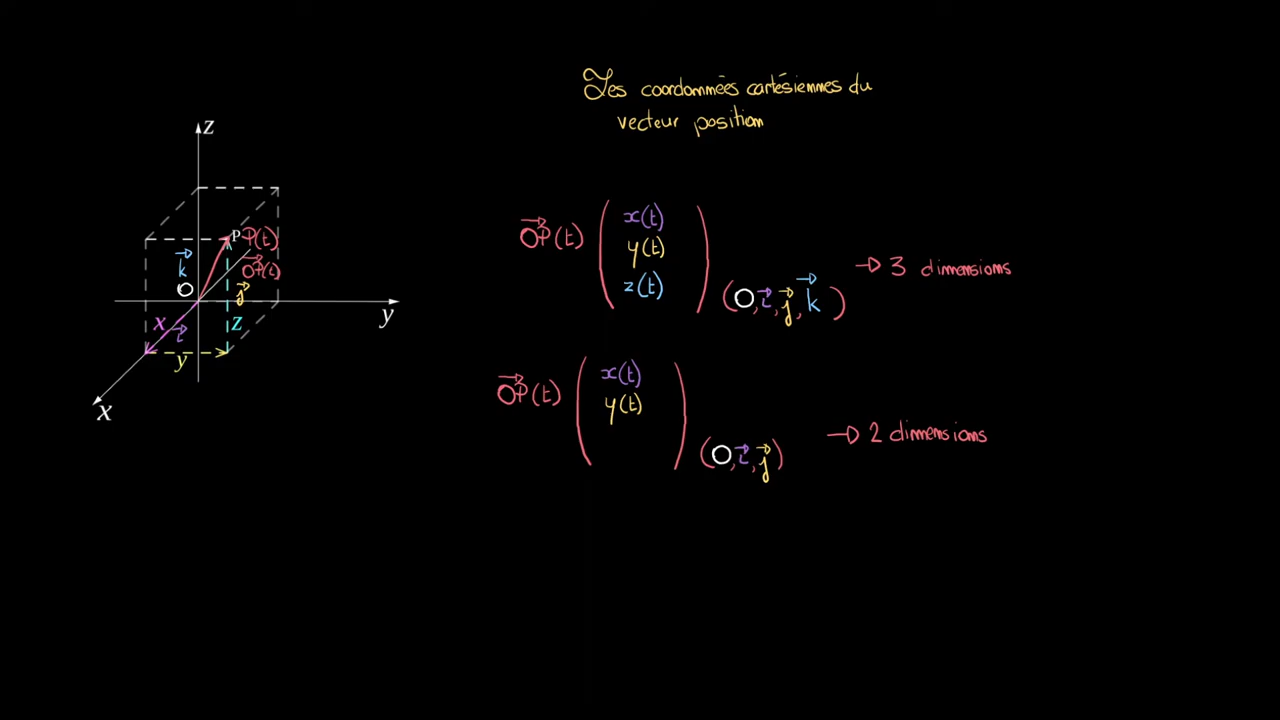 Les coordonnées cartésiennes du
vecteur position
z
P P(t)
k
OP(t)
O
j
y
x
i
z
y
x
OP(t) ( x(t)
y(t)
z(t) ) (O, i, j, k) → 3 dimensions
OP(t) ( x(t)
y(t) ) (O, i, j) → 2 dimensions